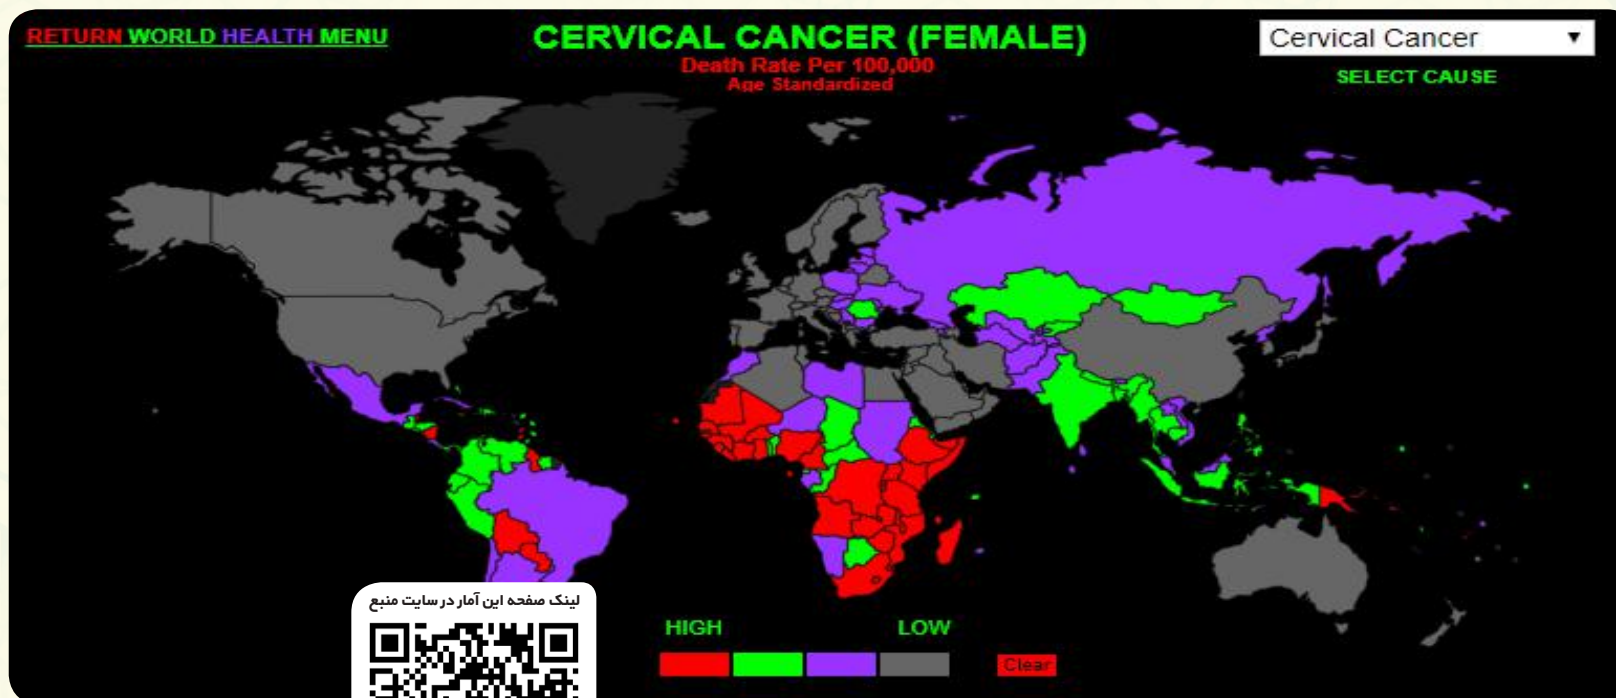 RETURN WORLD HEALTH MENU
CERVICAL CANCER (FEMALE)
Death Rate Per 100,000
Age Standardized
Cervical Cancer
SELECT CAUSE
لینک صفحه این آمار در سایت منبع
HIGH
LOW
Clear